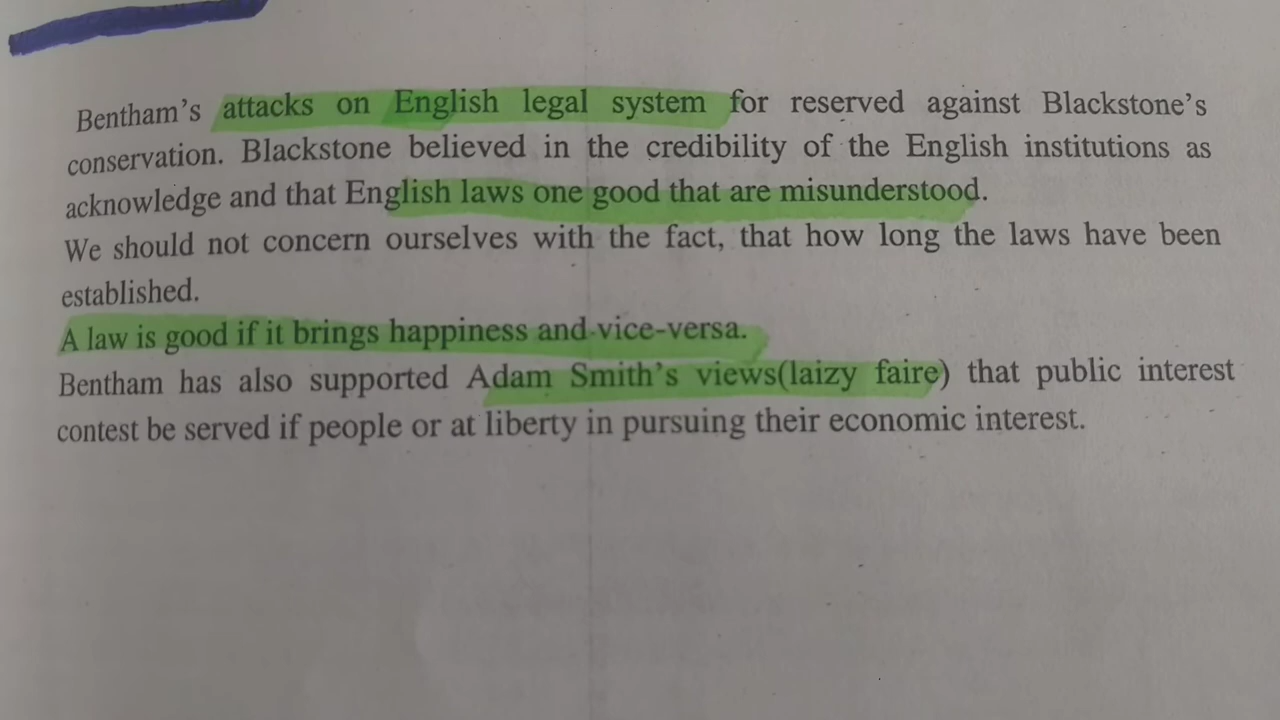 Bentham's attacks on English legal system for reserved against Blackstone's
conservation. Blackstone believed in the credibility of the English institutions as
acknowledge and that English laws one good that are misunderstood.
We should not concern ourselves with the fact, that how long the laws have been
established.
A law is good if it brings happiness and vice-versa.
Bentham has also supported Adam Smith's views(laizy faire) that public interest
contest be served if people or at liberty in pursuing their economic interest.